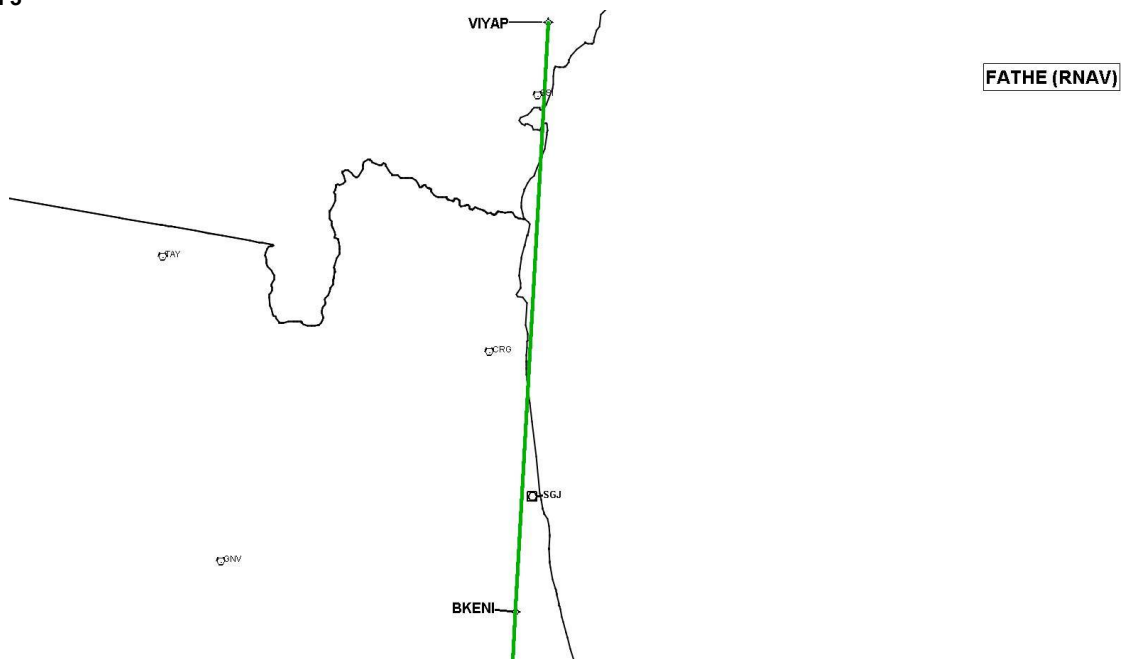 VIYAP
FATHE (RNAV)
TAY
CRG
SGJ
GNV
BKENI